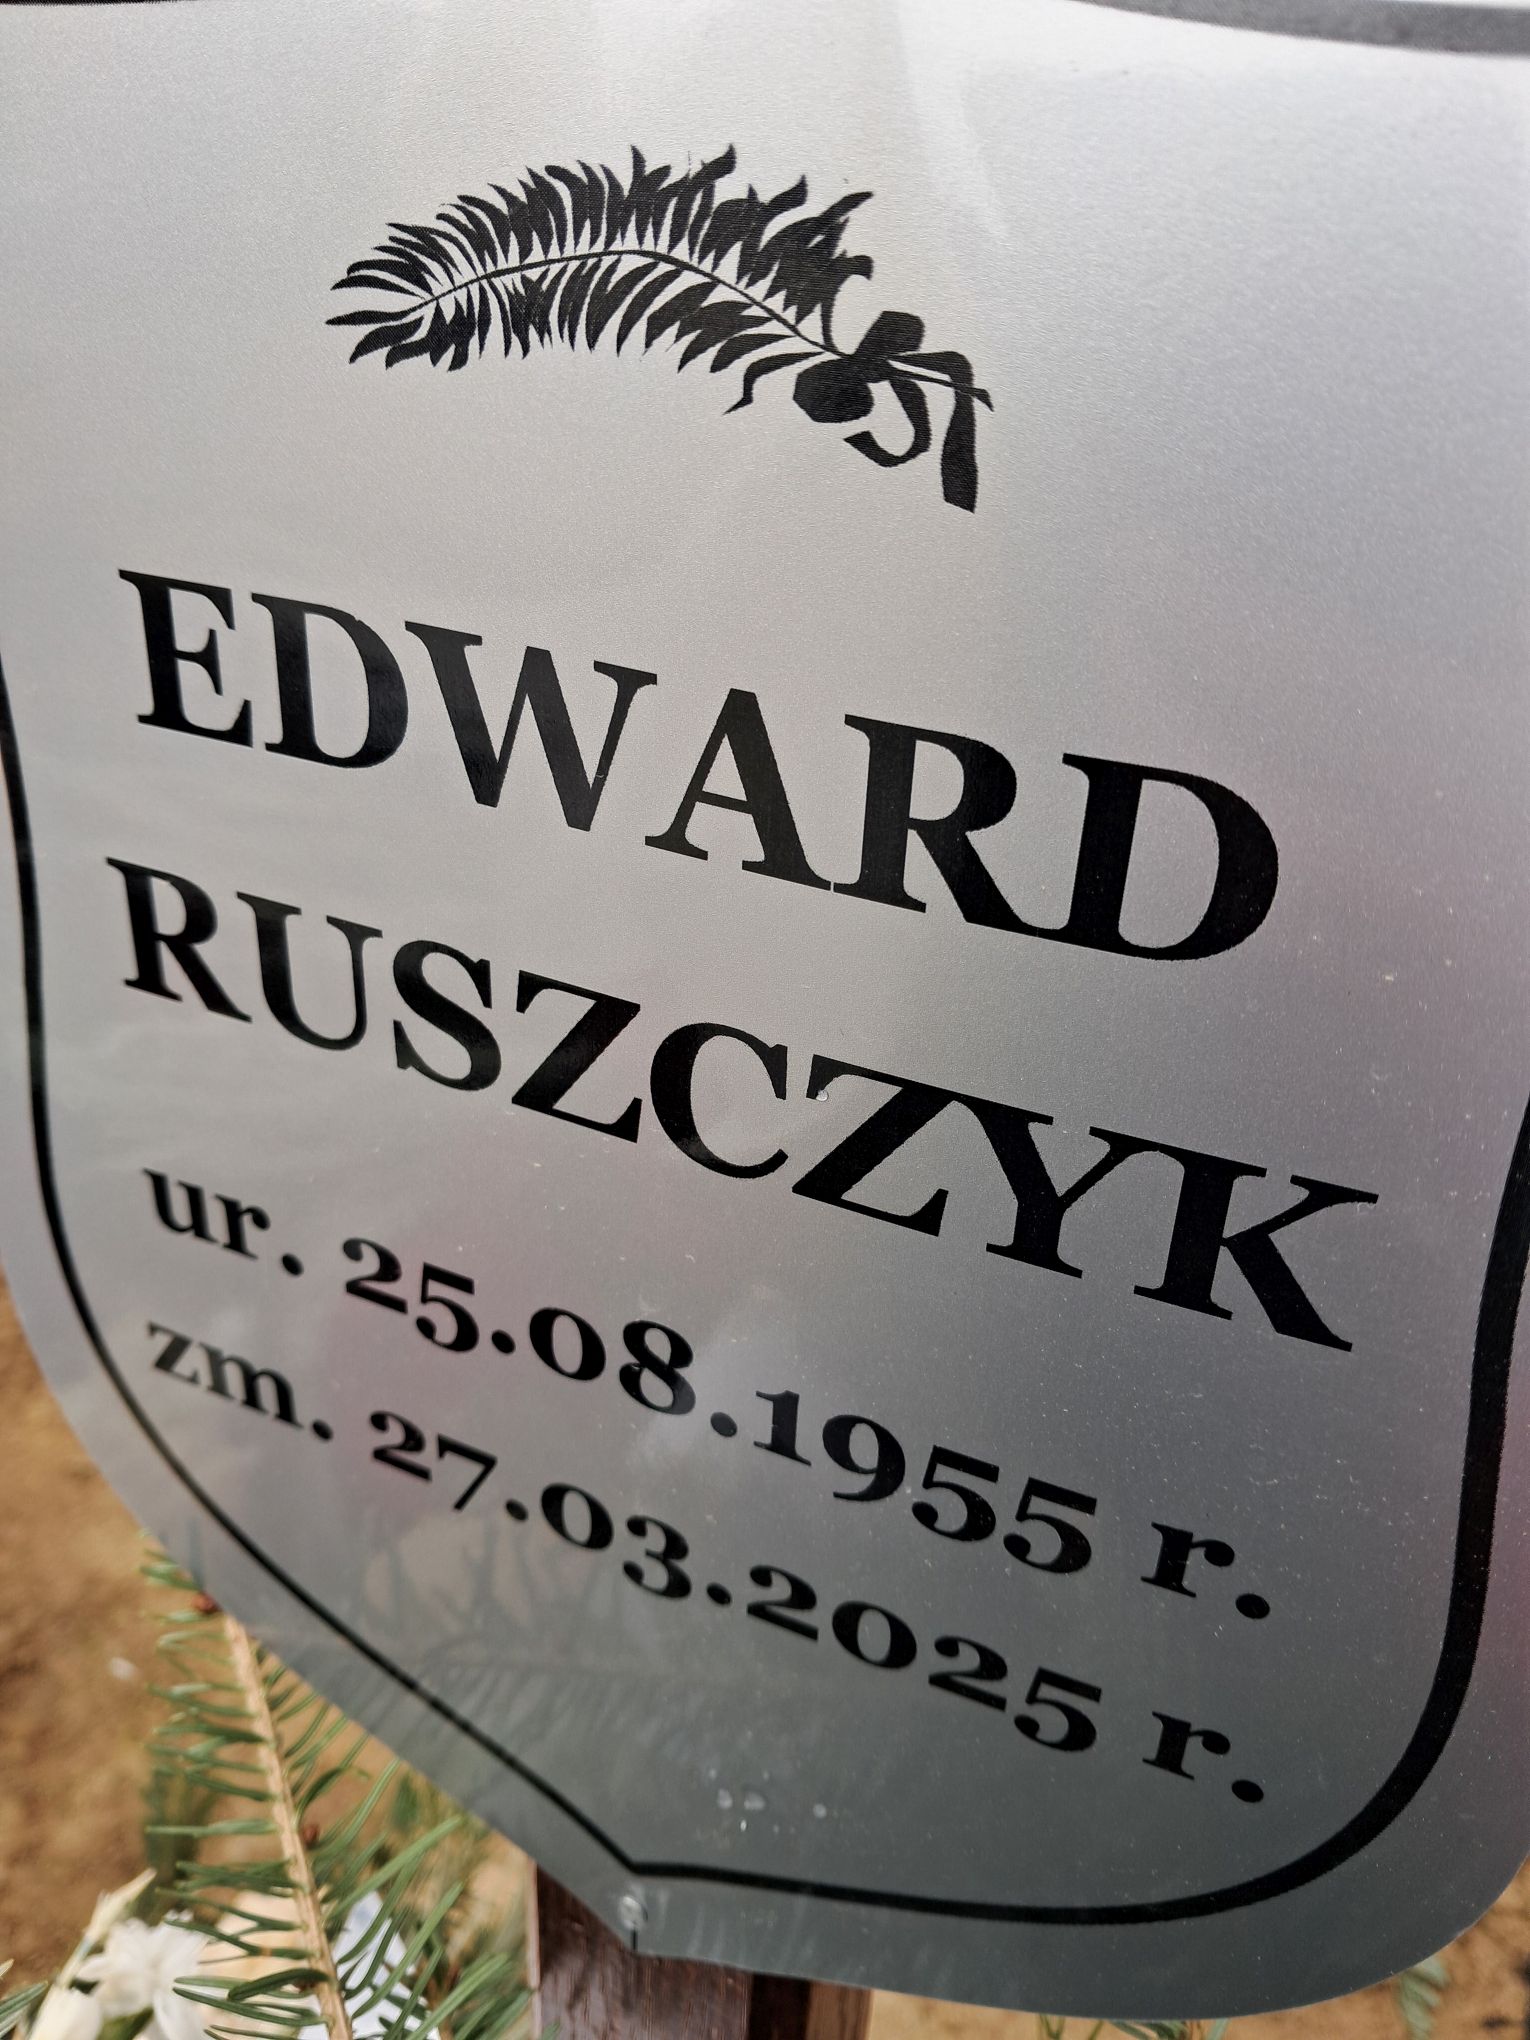 EDWARD
RUSZCZYK
ur. 25.08.1955 r.
zm. 27.03.2025 r.